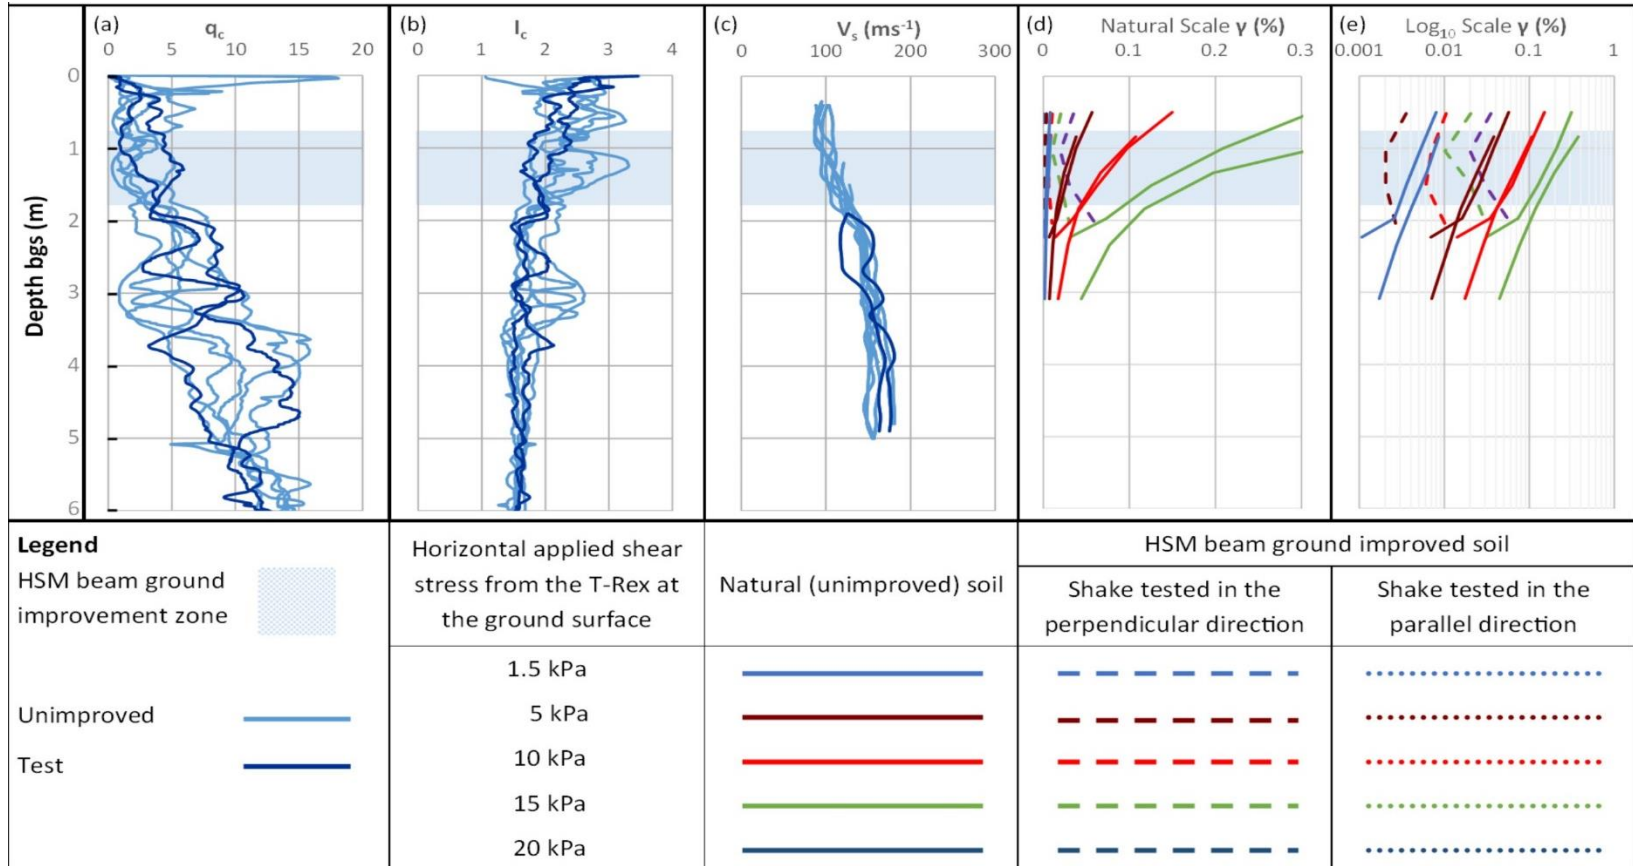 (a) qc
0 5 10 15 20
(b) Ic
0 1 2 3 4
(c) Vs (ms-1)
0 100 200 300
(d) Natural Scale γ (%)
0 0.1 0.2 0.3
(e) Log10 Scale γ (%)
0.001 0.01 0.1 1
Depth bgs (m)
0
1
2
3
4
5
6
Legend
HSM beam ground
improvement zone
Unimproved
Test
Horizontal applied shear
stress from the T-Rex at
the ground surface
Natural (unimproved) soil
HSM beam ground improved soil
Shake tested in the
perpendicular direction
Shake tested in the
parallel direction
1.5 kPa
5 kPa
10 kPa
15 kPa
20 kPa